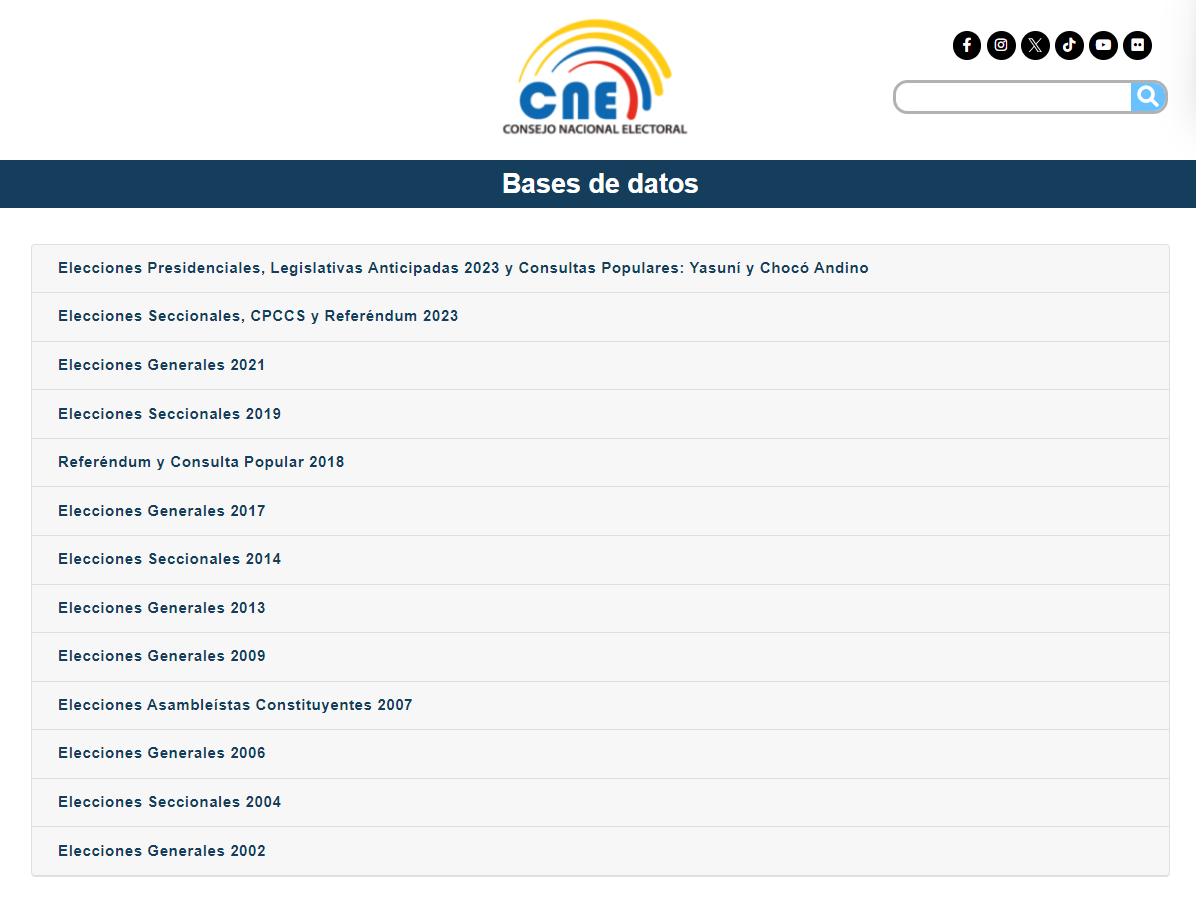 CNE
CONSEJO NACIONAL ELECTORAL
Bases de datos
Elecciones Presidenciales, Legislativas Anticipadas 2023 y Consultas Populares: Yasuní y Chocó Andino
Elecciones Seccionales, CPCCS y Referéndum 2023
Elecciones Generales 2021
Elecciones Seccionales 2019
Referéndum y Consulta Popular 2018
Elecciones Generales 2017
Elecciones Seccionales 2014
Elecciones Generales 2013
Elecciones Generales 2009
Elecciones Asambleístas Constituyentes 2007
Elecciones Generales 2006
Elecciones Seccionales 2004
Elecciones Generales 2002